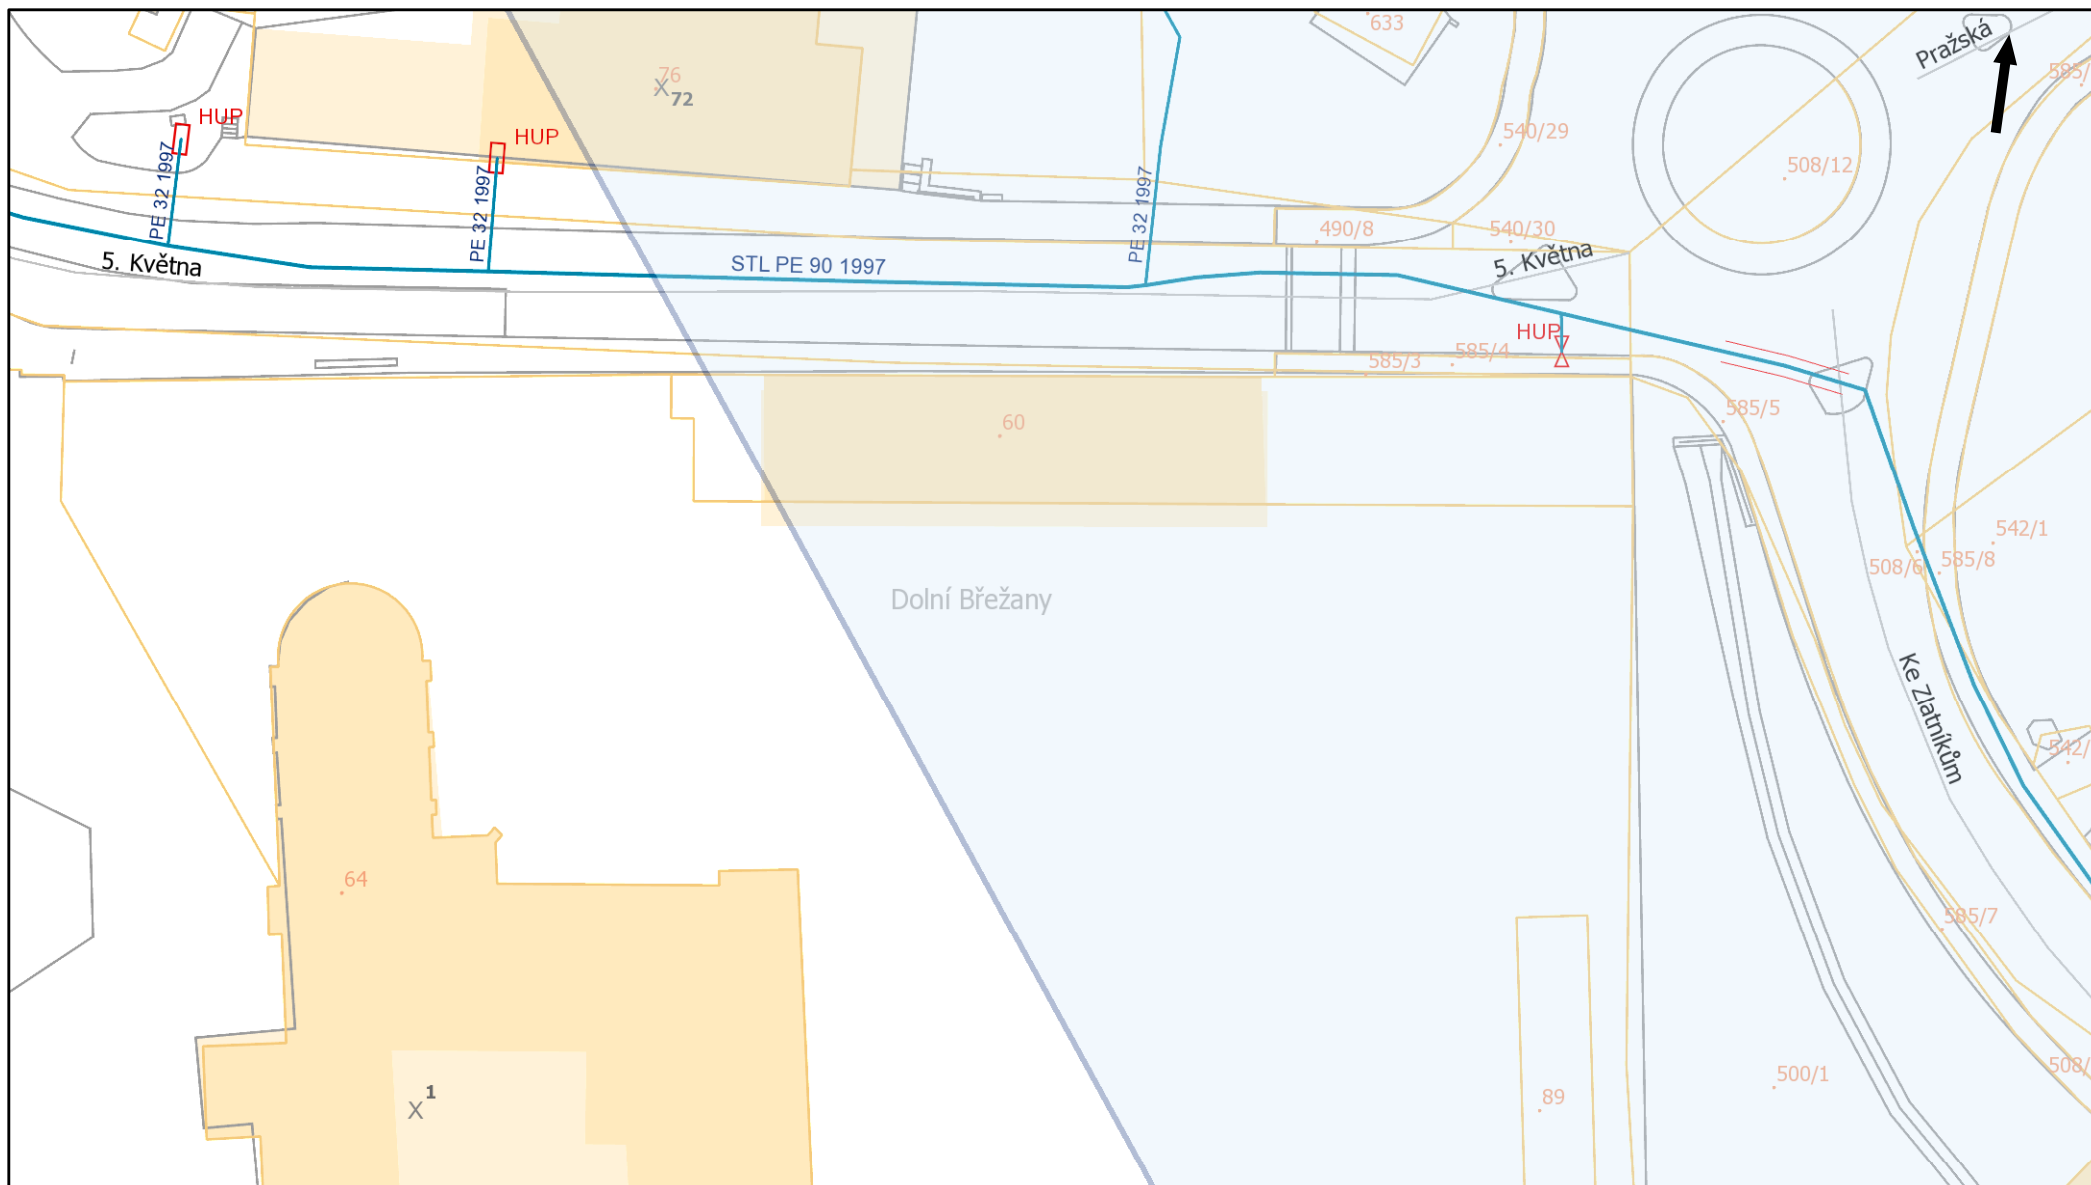 633
Pražská
585/
76
X 72
HUP
HUP
540/29
508/12
PE 32 1997
PE 32 1997
PE 32 1997
490/8
540/30
5. Května
5. Května
STL PE 90 1997
HUP
585/4
585/3
585/5
60
542/1
508/6
585/8
Dolní Břežany
Ke Zlatníkům
542/
64
585/7
508/
500/1
89
X 1